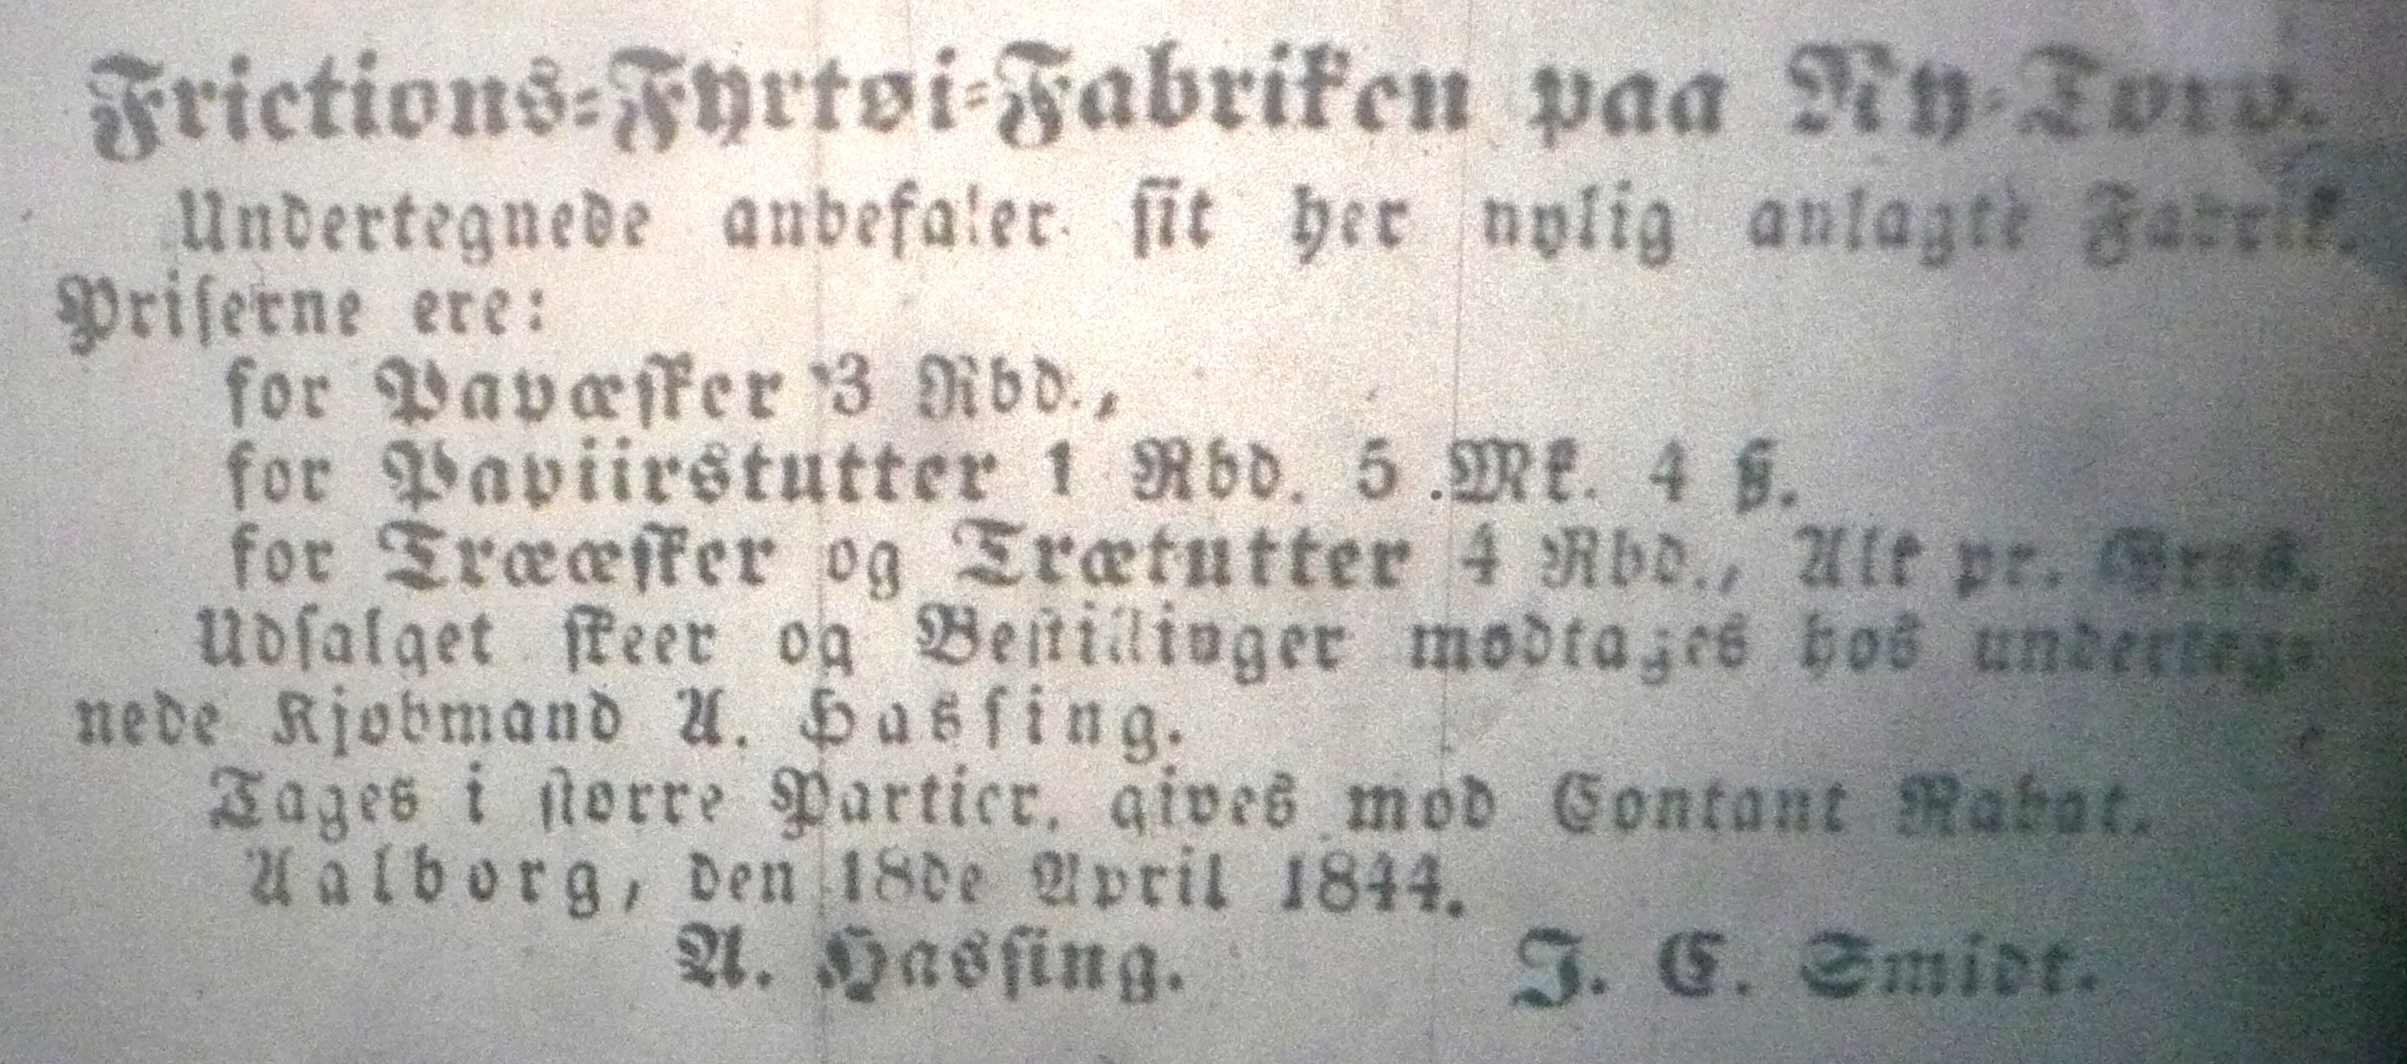 Frictions-Fyrtøi-Fabriken paa Ny-Torv.
Undertegnede anbefaler sit her nylig anlagte Fabrik.
Priserne ere:
for Papæsker 3 Rbd.,
for Papiirstutter 1 Rbd. 5 Mk. 4 ß.
for Trææsker og Trætutter 4 Rbd., Alt pr. Gros.
Udsalget skeer og Bestillinger modtages hos underteg-
nede Kjøbmand A. Hassing.
Tages i større Partier, gives mod Contant Rabat.
Aalborg, den 18de April 1844.
A. Hassing. J. C. Smidt.